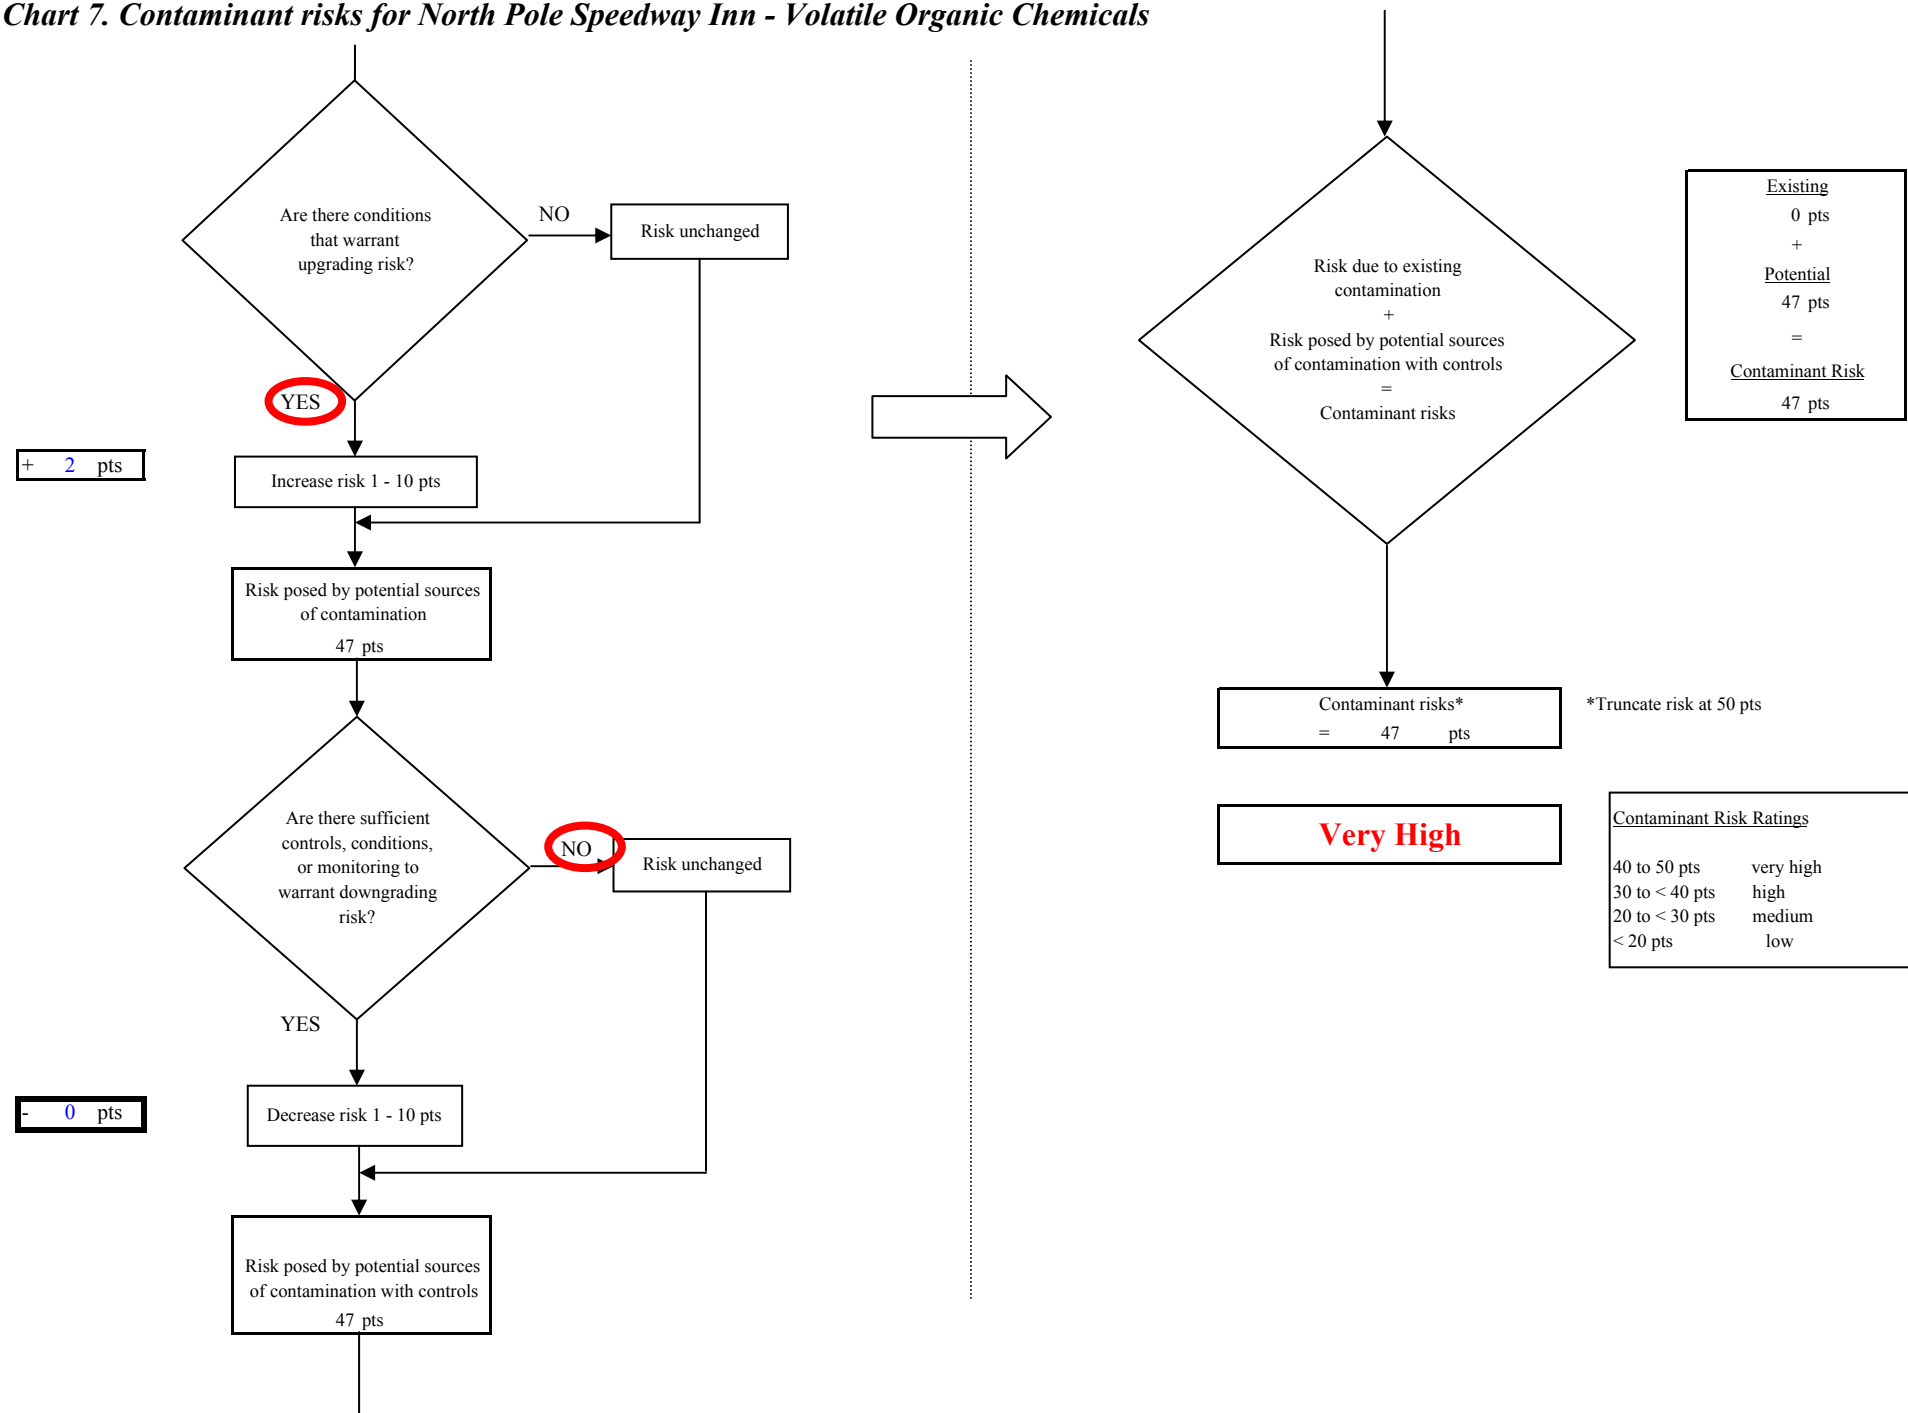 Chart 7. Contaminant risks for North Pole Speedway Inn - Volatile Organic Chemicals
Are there conditions
that warrant
upgrading risk?
NO
Risk unchanged
YES
+ 2 pts
Increase risk 1 - 10 pts
Risk posed by potential sources
of contamination
47 pts
Are there sufficient
controls, conditions,
or monitoring to
warrant downgrading
risk?
NO
Risk unchanged
YES
- 0 pts
Decrease risk 1 - 10 pts
Risk posed by potential sources
of contamination with controls
47 pts
Risk due to existing
contamination
+
Risk posed by potential sources
of contamination with controls
=
Contaminant risks
Existing
0 pts
+
Potential
47 pts
=
Contaminant Risk
47 pts
Contaminant risks*
= 47 pts
*Truncate risk at 50 pts
Very High
Contaminant Risk Ratings
40 to 50 pts very high
30 to < 40 pts high
20 to < 30 pts medium
< 20 pts low